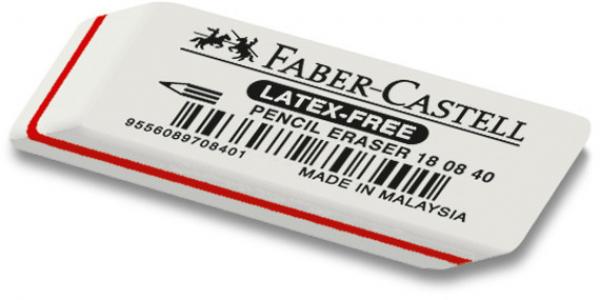 FABER-CASTELL
LATEX-FREE
PENCIL ERASER 18 08 40
9556089708401
MADE IN MALAYSIA